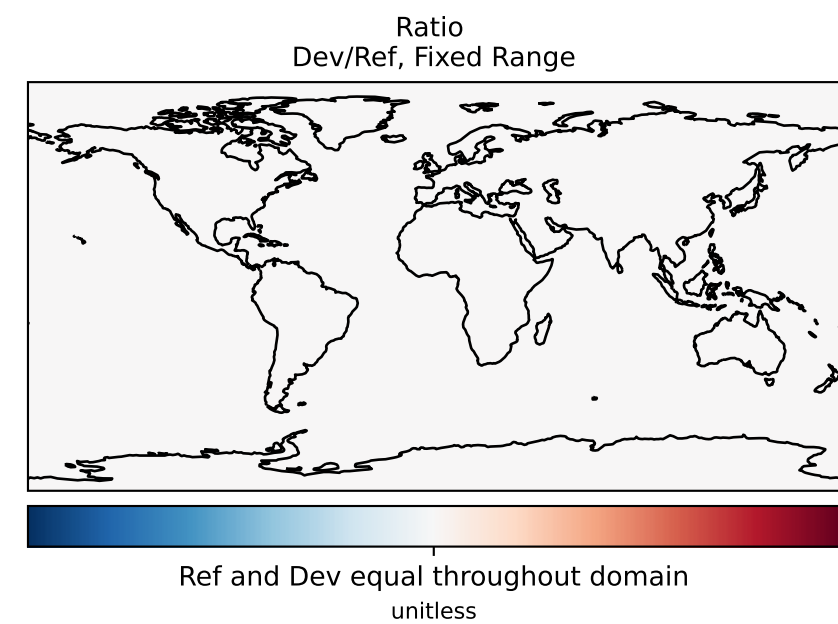 Ratio
Dev/Ref, Fixed Range
Ref and Dev equal throughout domain
unitless